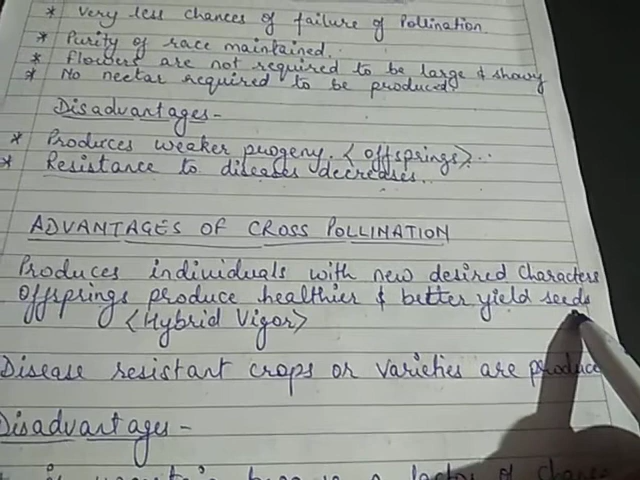 * Very less chances of failure of Pollination.
* Purity of race maintained..
* Flowers are not required to be large & showy
* No nectar required to be produced.
Disadvantages -
* Produces weaker progeny. <Offsprings>..
* Resistance to diseases decreases..
ADVANTAGES OF CROSS POLLINATION
Produces individuals with new desired characters
Offsprings produce healthier & better yield seeds
<Hybrid Vigor>
Disease resistant crops or varieties are produce
Disadvantages -